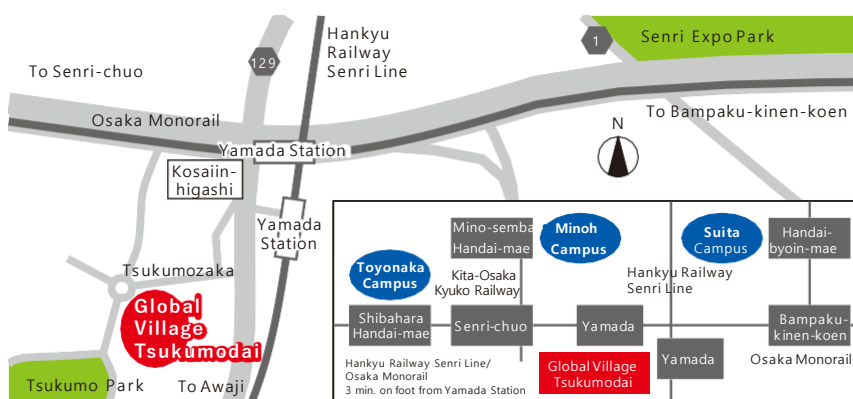 Hankyu
Railway
Senri Line
129
1
Senri Expo Park
To Senri-chuo
Osaka Monorail
To Bampaku-kinen-koen
N
Yamada Station
Kosaiin-
higashi
Yamada
Station
Tsukumozaka
Global
Village
Tsukumodai
Tsukumo Park
To Awaji
Mino-semba
Handai-mae
Minoh
Campus
Suita
Campus
Handai-
byoin-mae
Toyonaka
Campus
Kita-Osaka
Kyuko Railway
Hankyu Railway
Senri Line
Shibahara
Handai-mae
Senri-chuo
Yamada
Bampaku-
kinen-koen
Hankyu Railway Senri Line/
Osaka Monorail
3 min. on foot from Yamada Station
Global Village
Tsukumodai
Yamada
Osaka Monorail